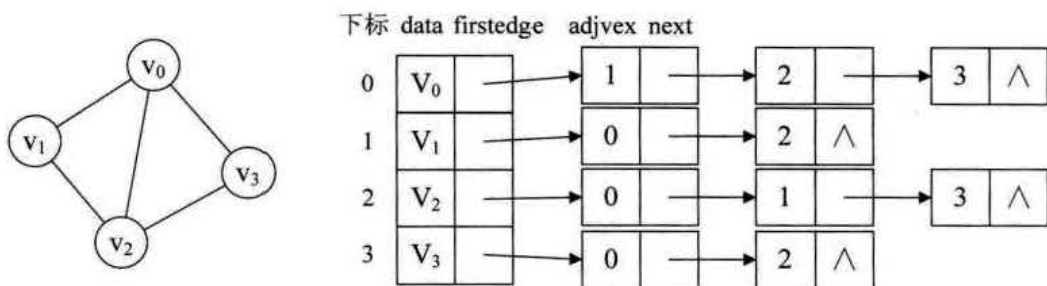 下标 data firstedge adjvex next
v₀
v₁
v₃
v₂
0 V₀ 1 2 3 ∧
1 V₁ 0 2 ∧
2 V₂ 0 1 3 ∧
3 V₃ 0 2 ∧